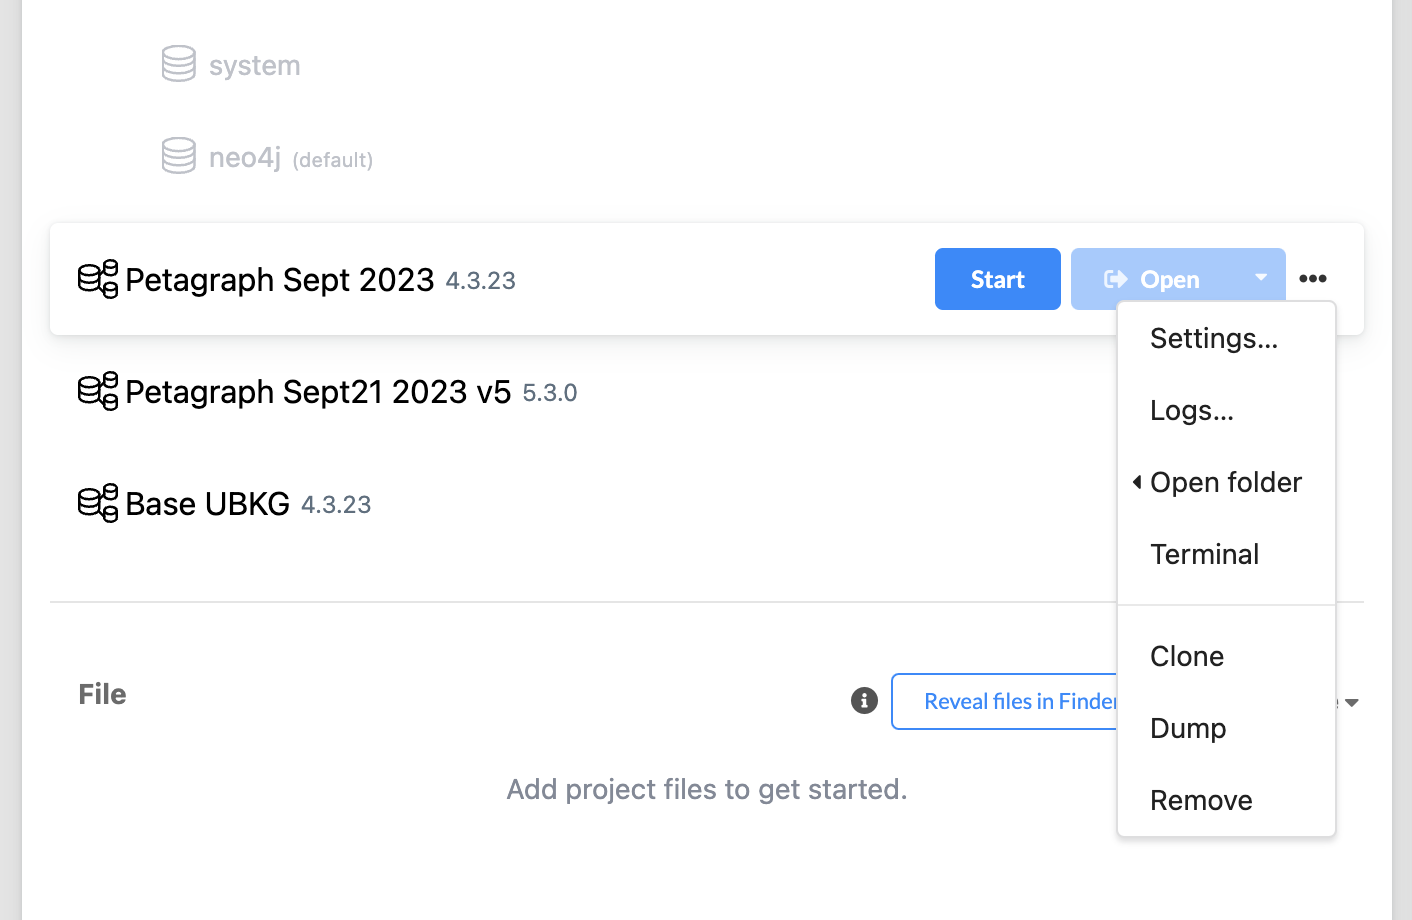 system
neo4j (default)
Petagraph Sept 2023 4.3.23
Start
Open
Settings...
Logs...
Open folder
Terminal
Clone
Dump
Remove
Petagraph Sept21 2023 v5 5.3.0
Base UBKG 4.3.23
File
Reveal files in Finder
Add project files to get started.